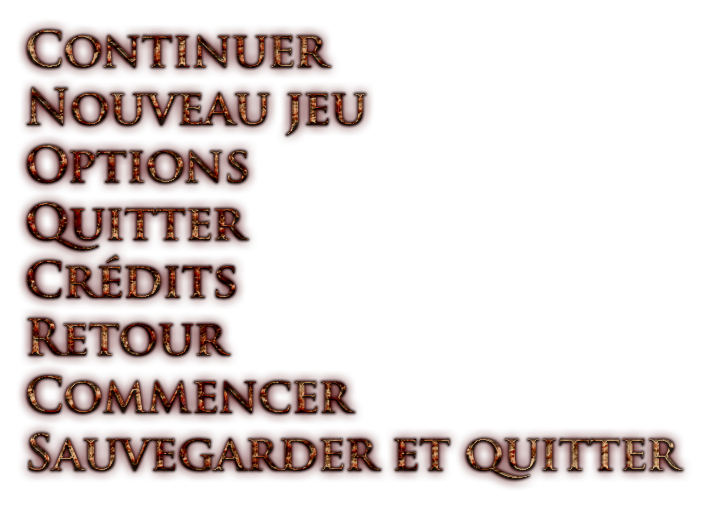 Continuer
Nouveau jeu
Options
Quitter
Crédits
Retour
Commencer
Sauvegarder et quitter